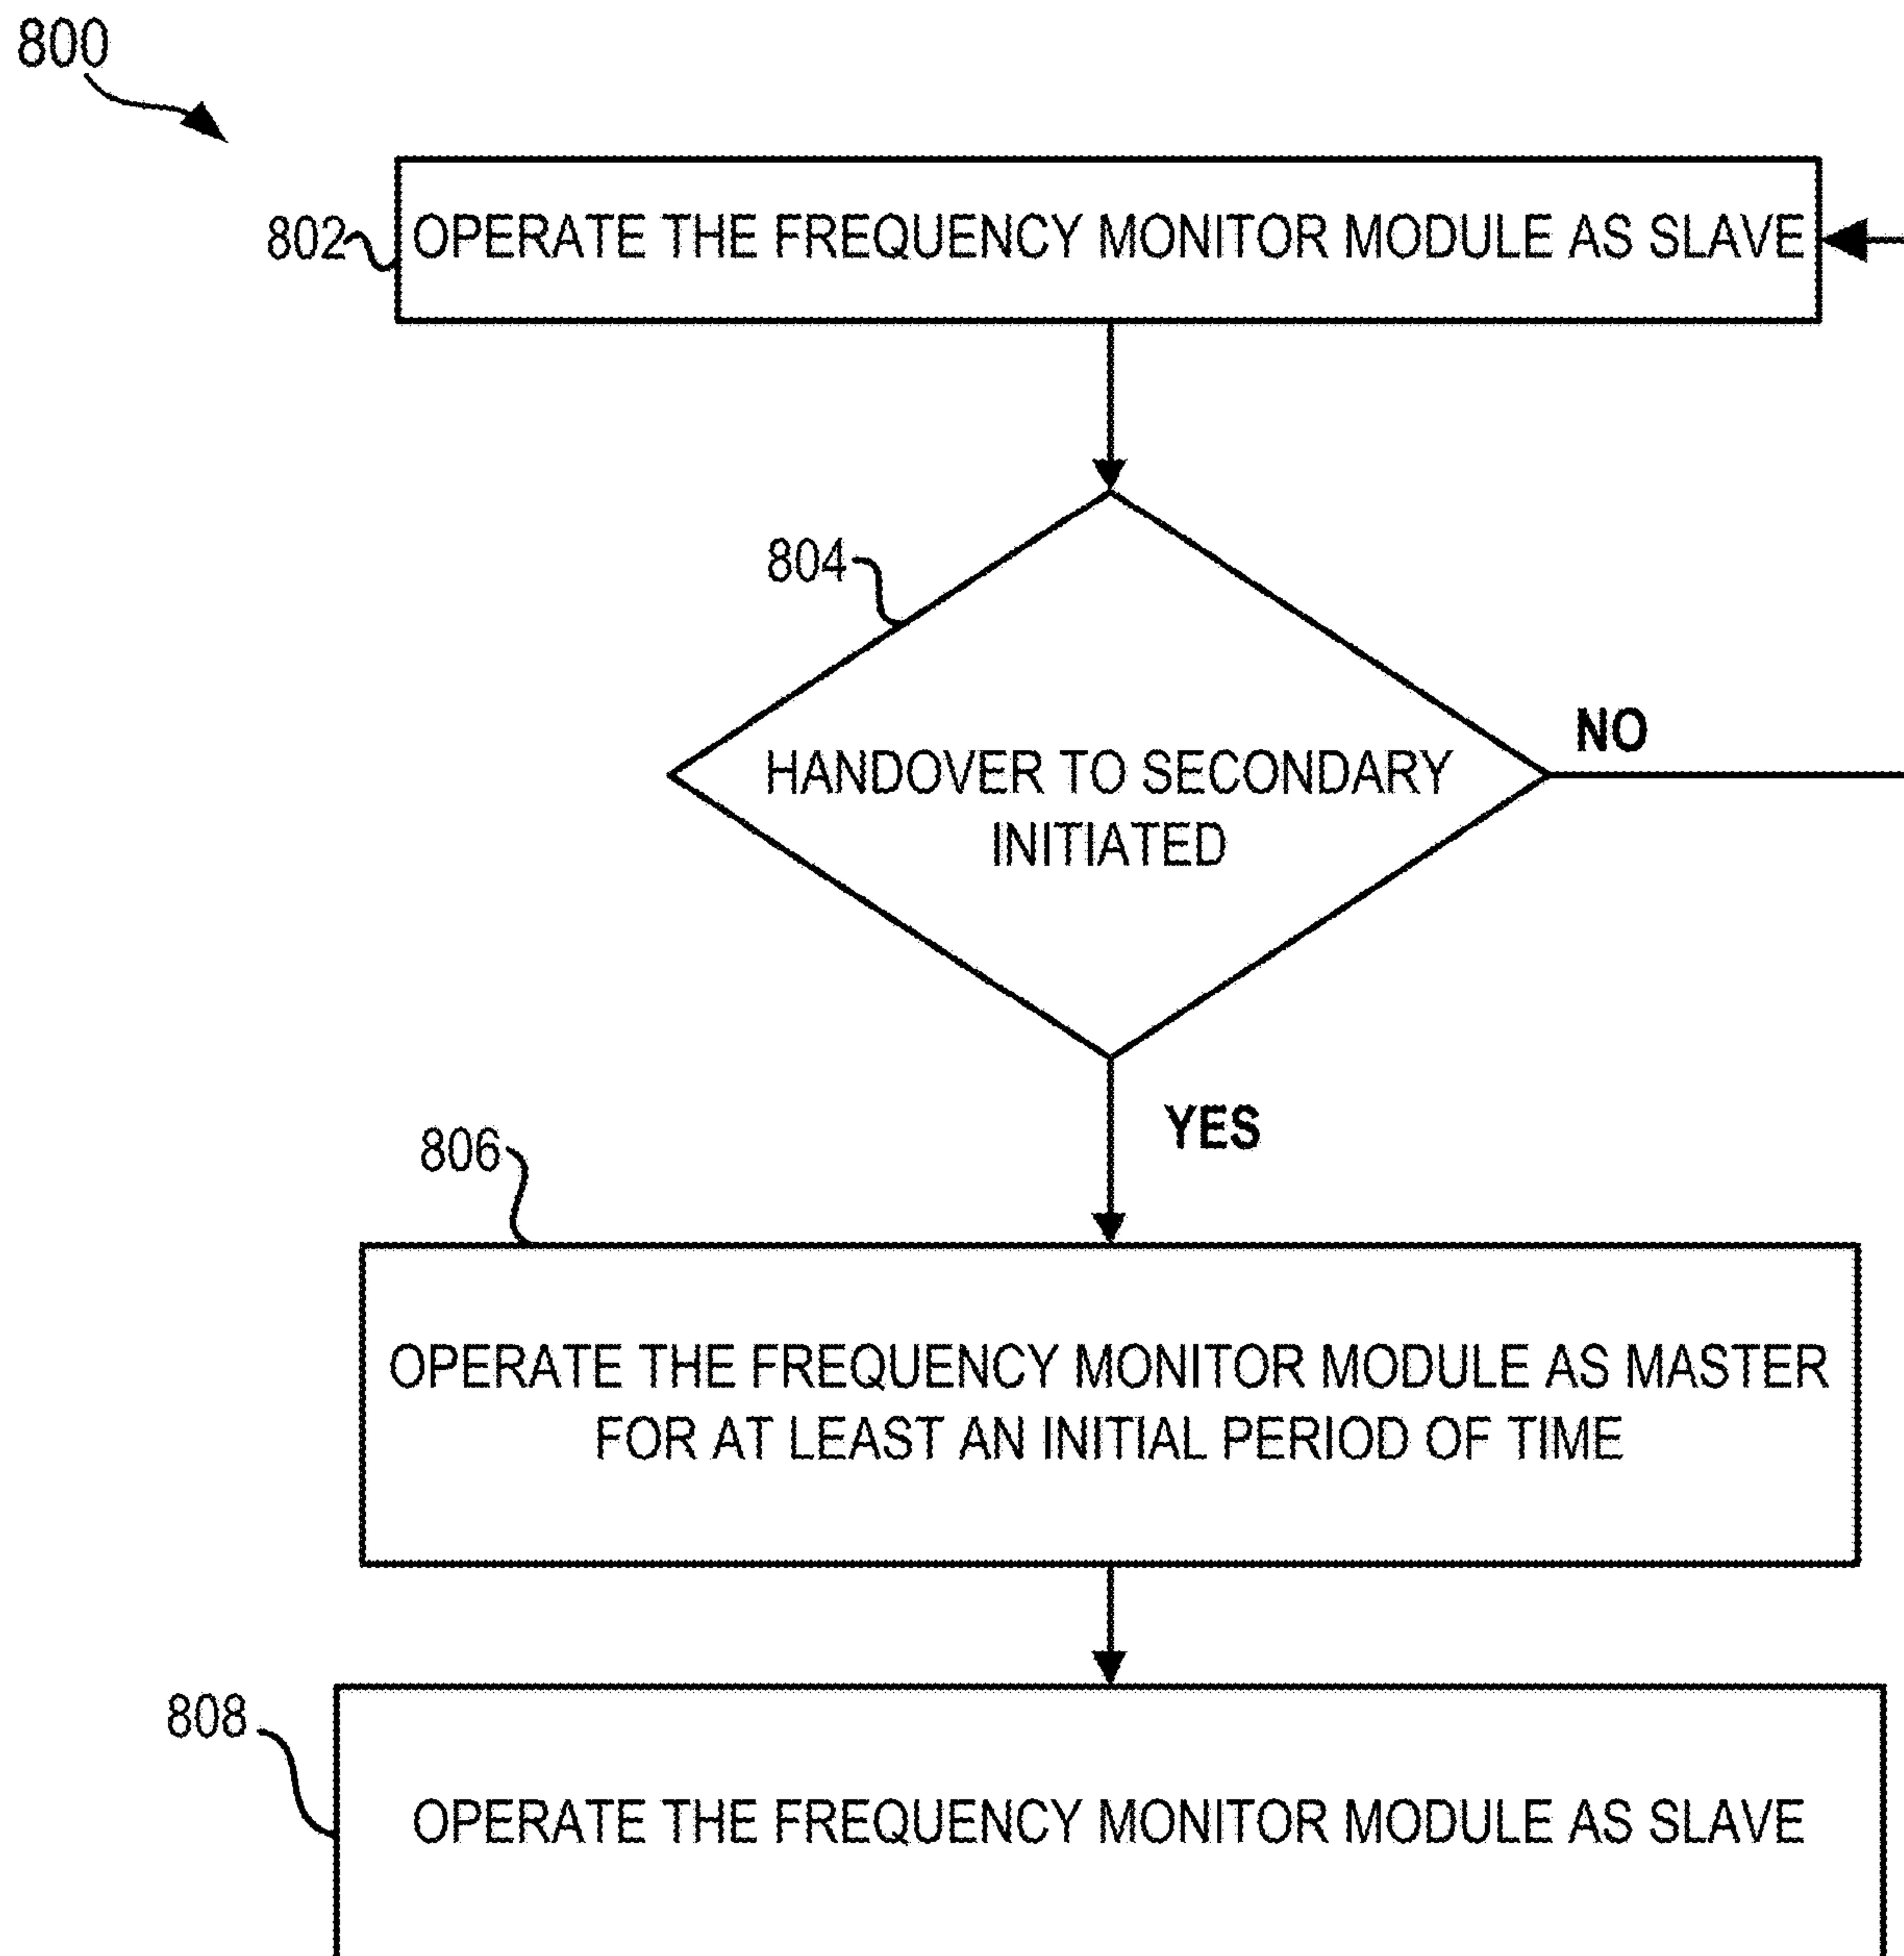 800
802
OPERATE THE FREQUENCY MONITOR MODULE AS SLAVE
804
HANDOVER TO SECONDARY
INITIATED
NO
YES
806
OPERATE THE FREQUENCY MONITOR MODULE AS MASTER
FOR AT LEAST AN INITIAL PERIOD OF TIME
808
OPERATE THE FREQUENCY MONITOR MODULE AS SLAVE